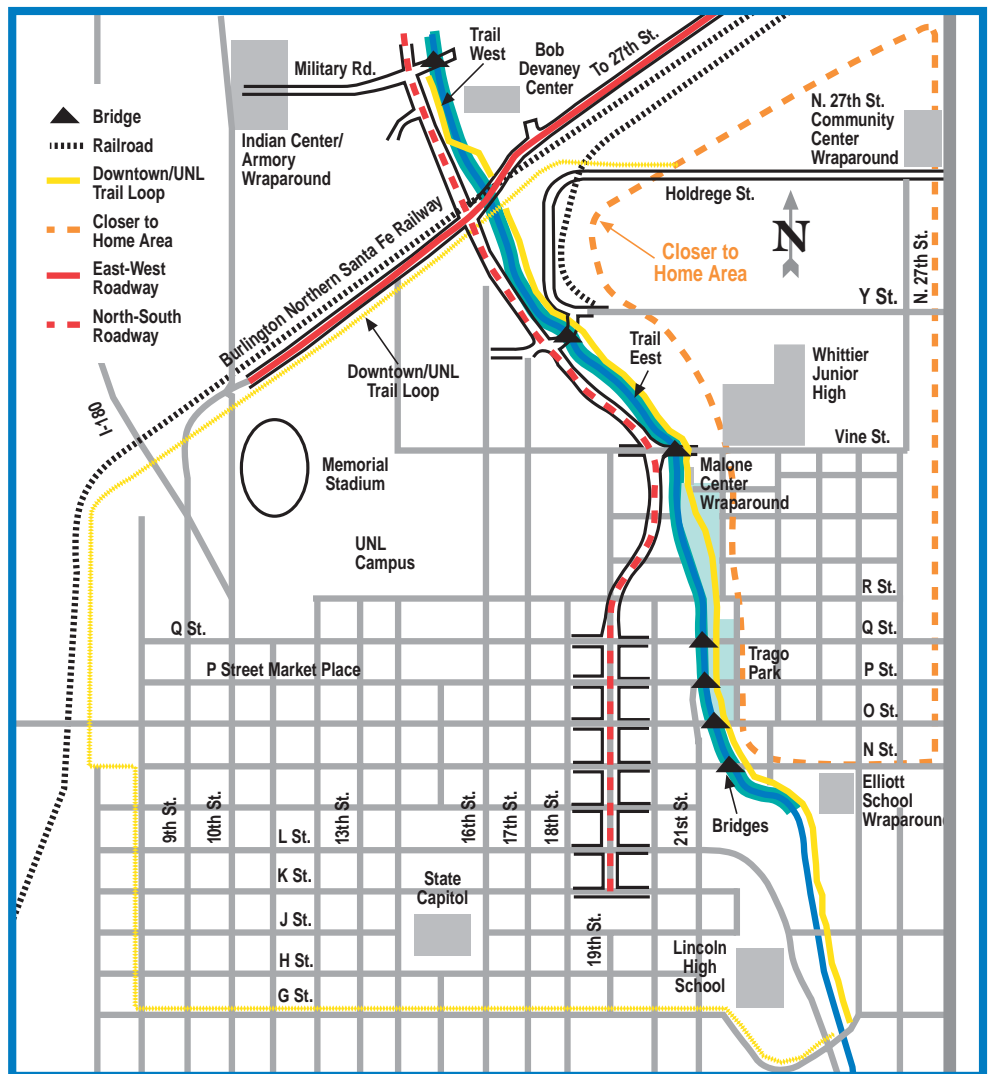 Trail
West
Bob
Devaney
Center
To 27th St.
Military Rd.
N. 27th St.
Community
Center
Wraparound
Bridge
Railroad
Downtown/UNL
Trail Loop
Closer to
Home Area
East-West
Roadway
North-South
Roadway
Indian Center/
Armory
Wraparound
Holdrege St.
N
Closer to
Home Area
N. 27th St.
Burlington Northern Santa Fe Railway
Y St.
Trail
Eest
Whittier
Junior
High
Downtown/UNL
Trail Loop
I-180
Vine St.
Memorial
Stadium
Malone
Center
Wraparound
UNL
Campus
R St.
Q St.
Q St.
P Street Market Place
Trago
Park
P St.
O St.
N St.
Elliott
School
Wraparound
9th St.
10th St.
13th St.
16th St.
17th St.
18th St.
21st St.
Bridges
L St.
K St.
State
Capitol
J St.
19th St.
H St.
Lincoln
High
School
G St.